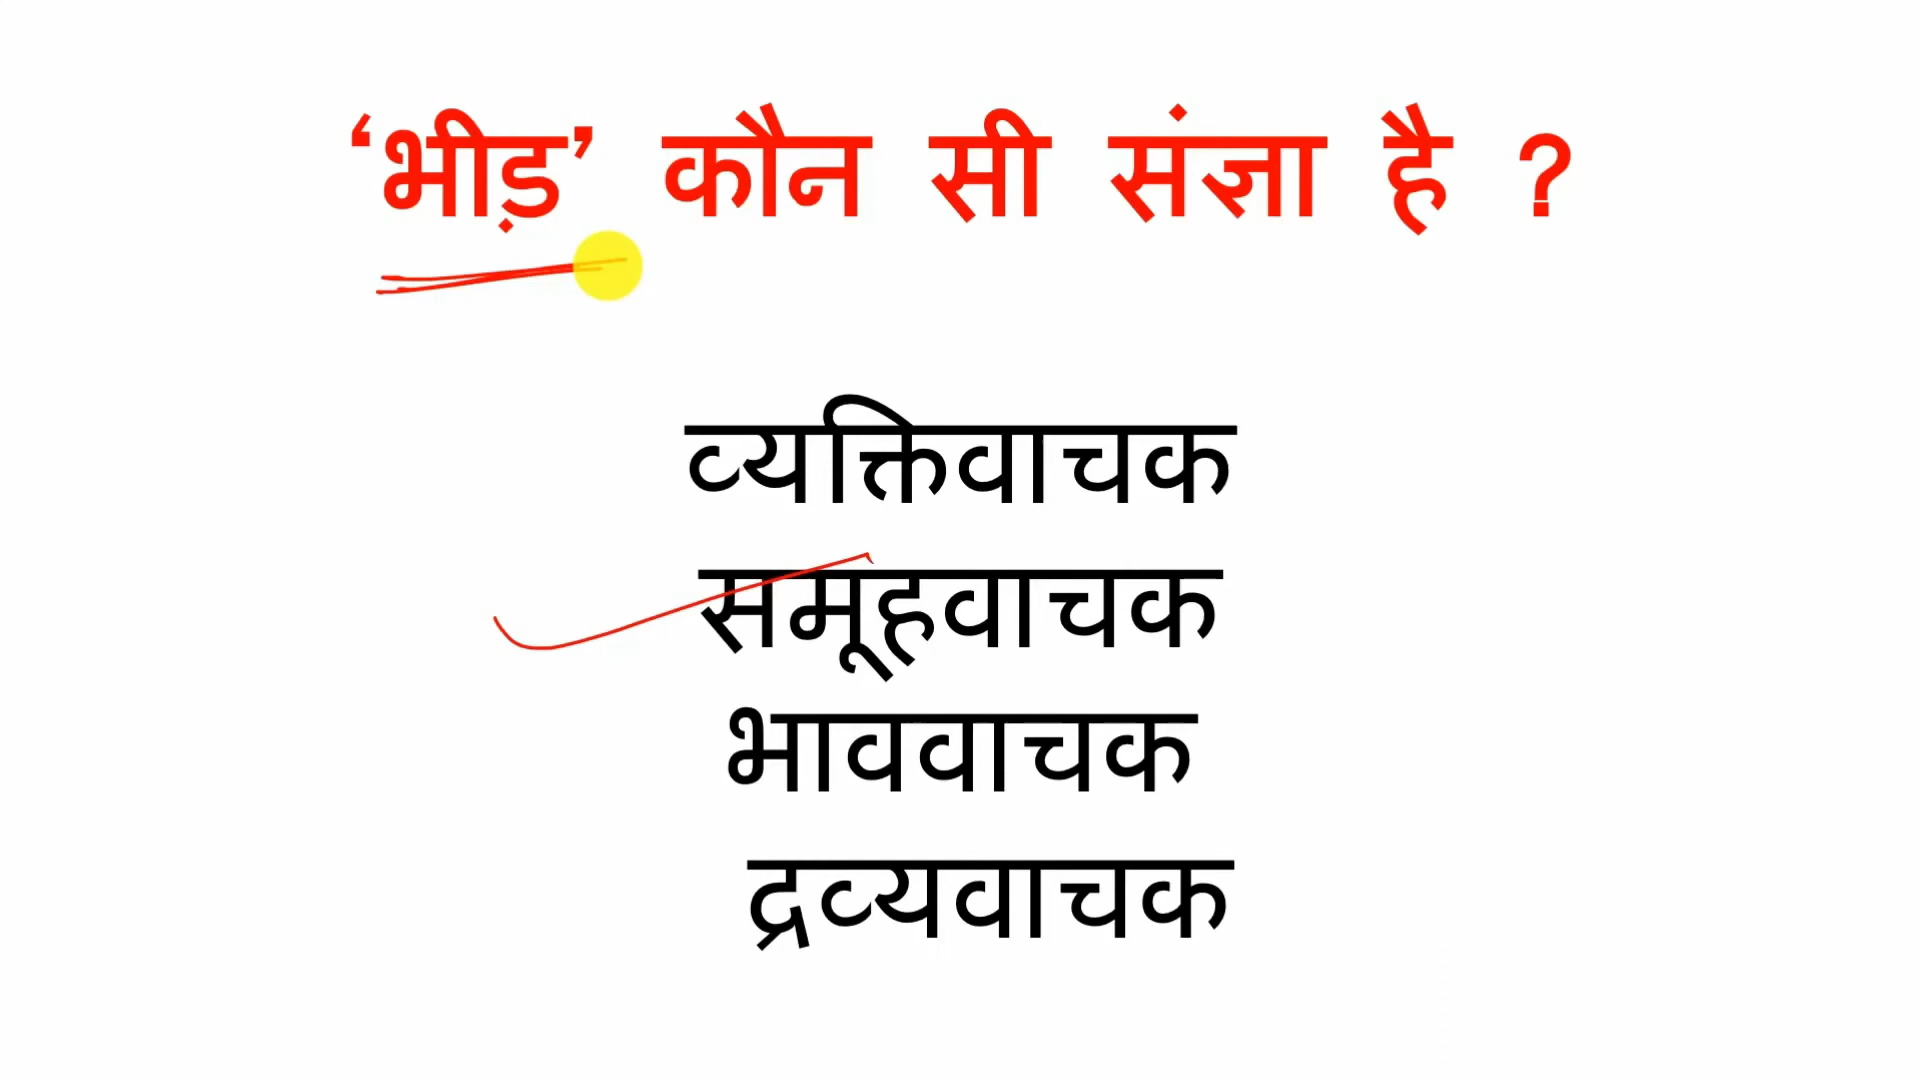 ‘भीड़’ कौन सी संज्ञा है ?
व्यक्तिवाचक
समूहवाचक
भाववाचक
द्रव्यवाचक